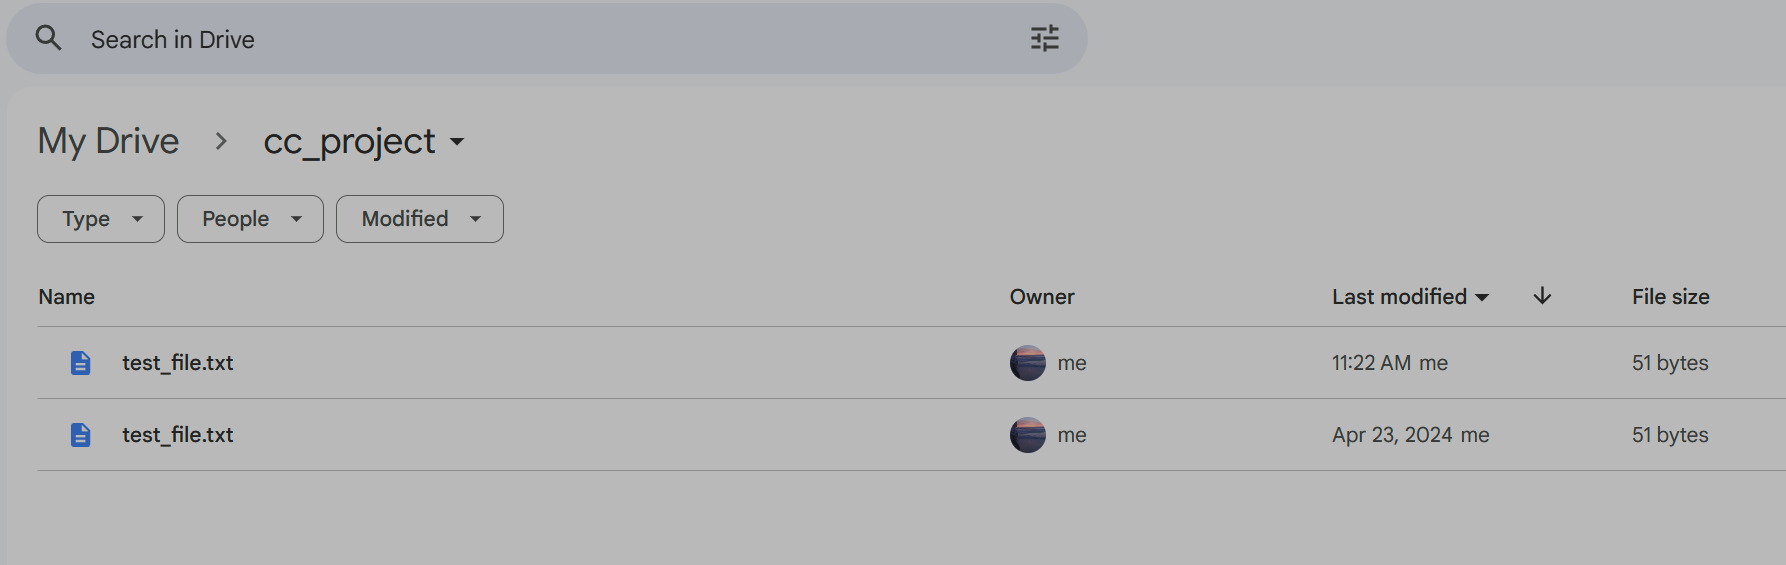 Search in Drive
My Drive > cc_project
Type People Modified
Name Owner Last modified File size
test_file.txt me 11:22 AM me 51 bytes
test_file.txt me Apr 23, 2024 me 51 bytes